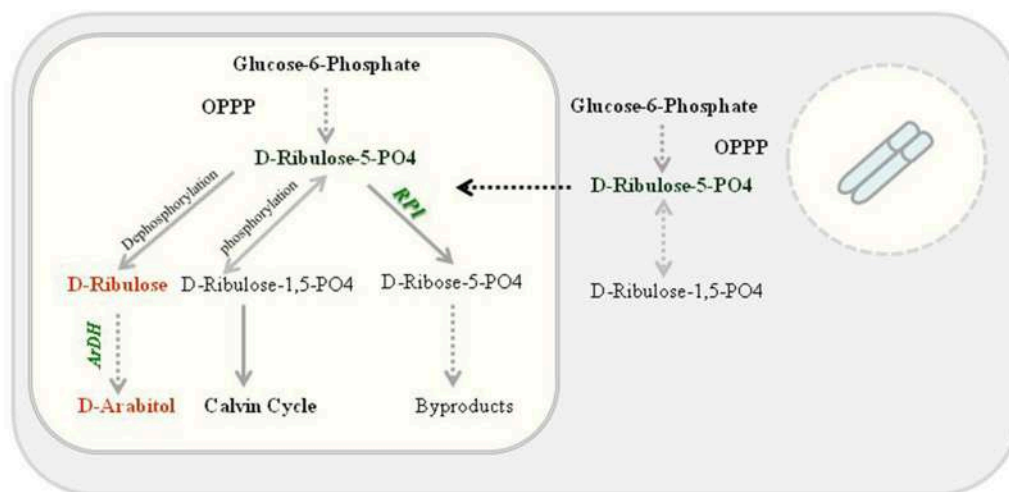 Glucose-6-Phosphate
OPPP
D-Ribulose-5-PO4
Dephosphorylation
phosphorylation
RPI
D-Ribulose
D-Ribulose-1,5-PO4
D-Ribose-5-PO4
ArDH
D-Arabitol
Calvin Cycle
Byproducts
Glucose-6-Phosphate
OPPP
D-Ribulose-5-PO4
D-Ribulose-1,5-PO4